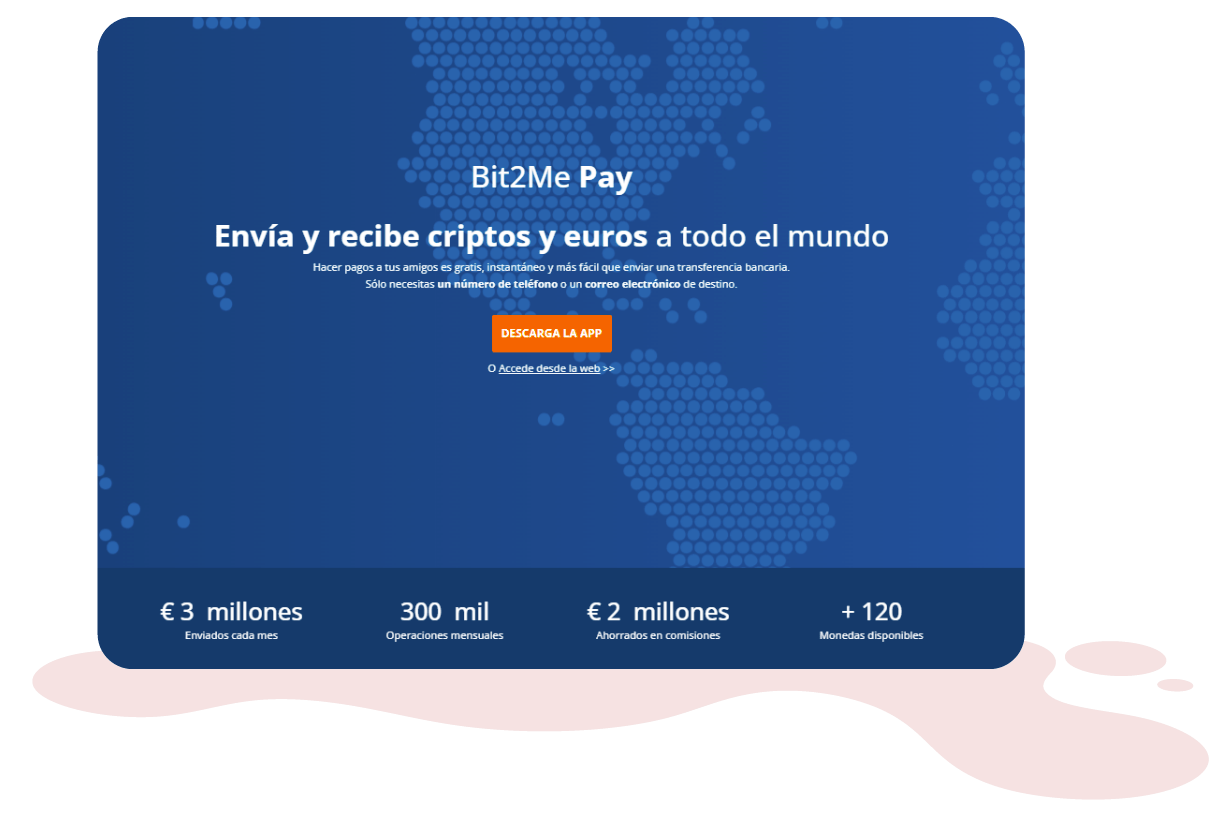 Bit2Me Pay
Envía y recibe criptos y euros a todo el mundo
Hacer pagos a tus amigos es gratis, instantáneo y más fácil que enviar una transferencia bancaria.
Sólo necesitas un número de teléfono o un correo electrónico de destino.
DESCARGA LA APP
O Accede desde la web >>
€ 3 millones
Enviados cada mes
300 mil
Operaciones mensuales
€ 2 millones
Ahorrados en comisiones
+ 120
Monedas disponibles